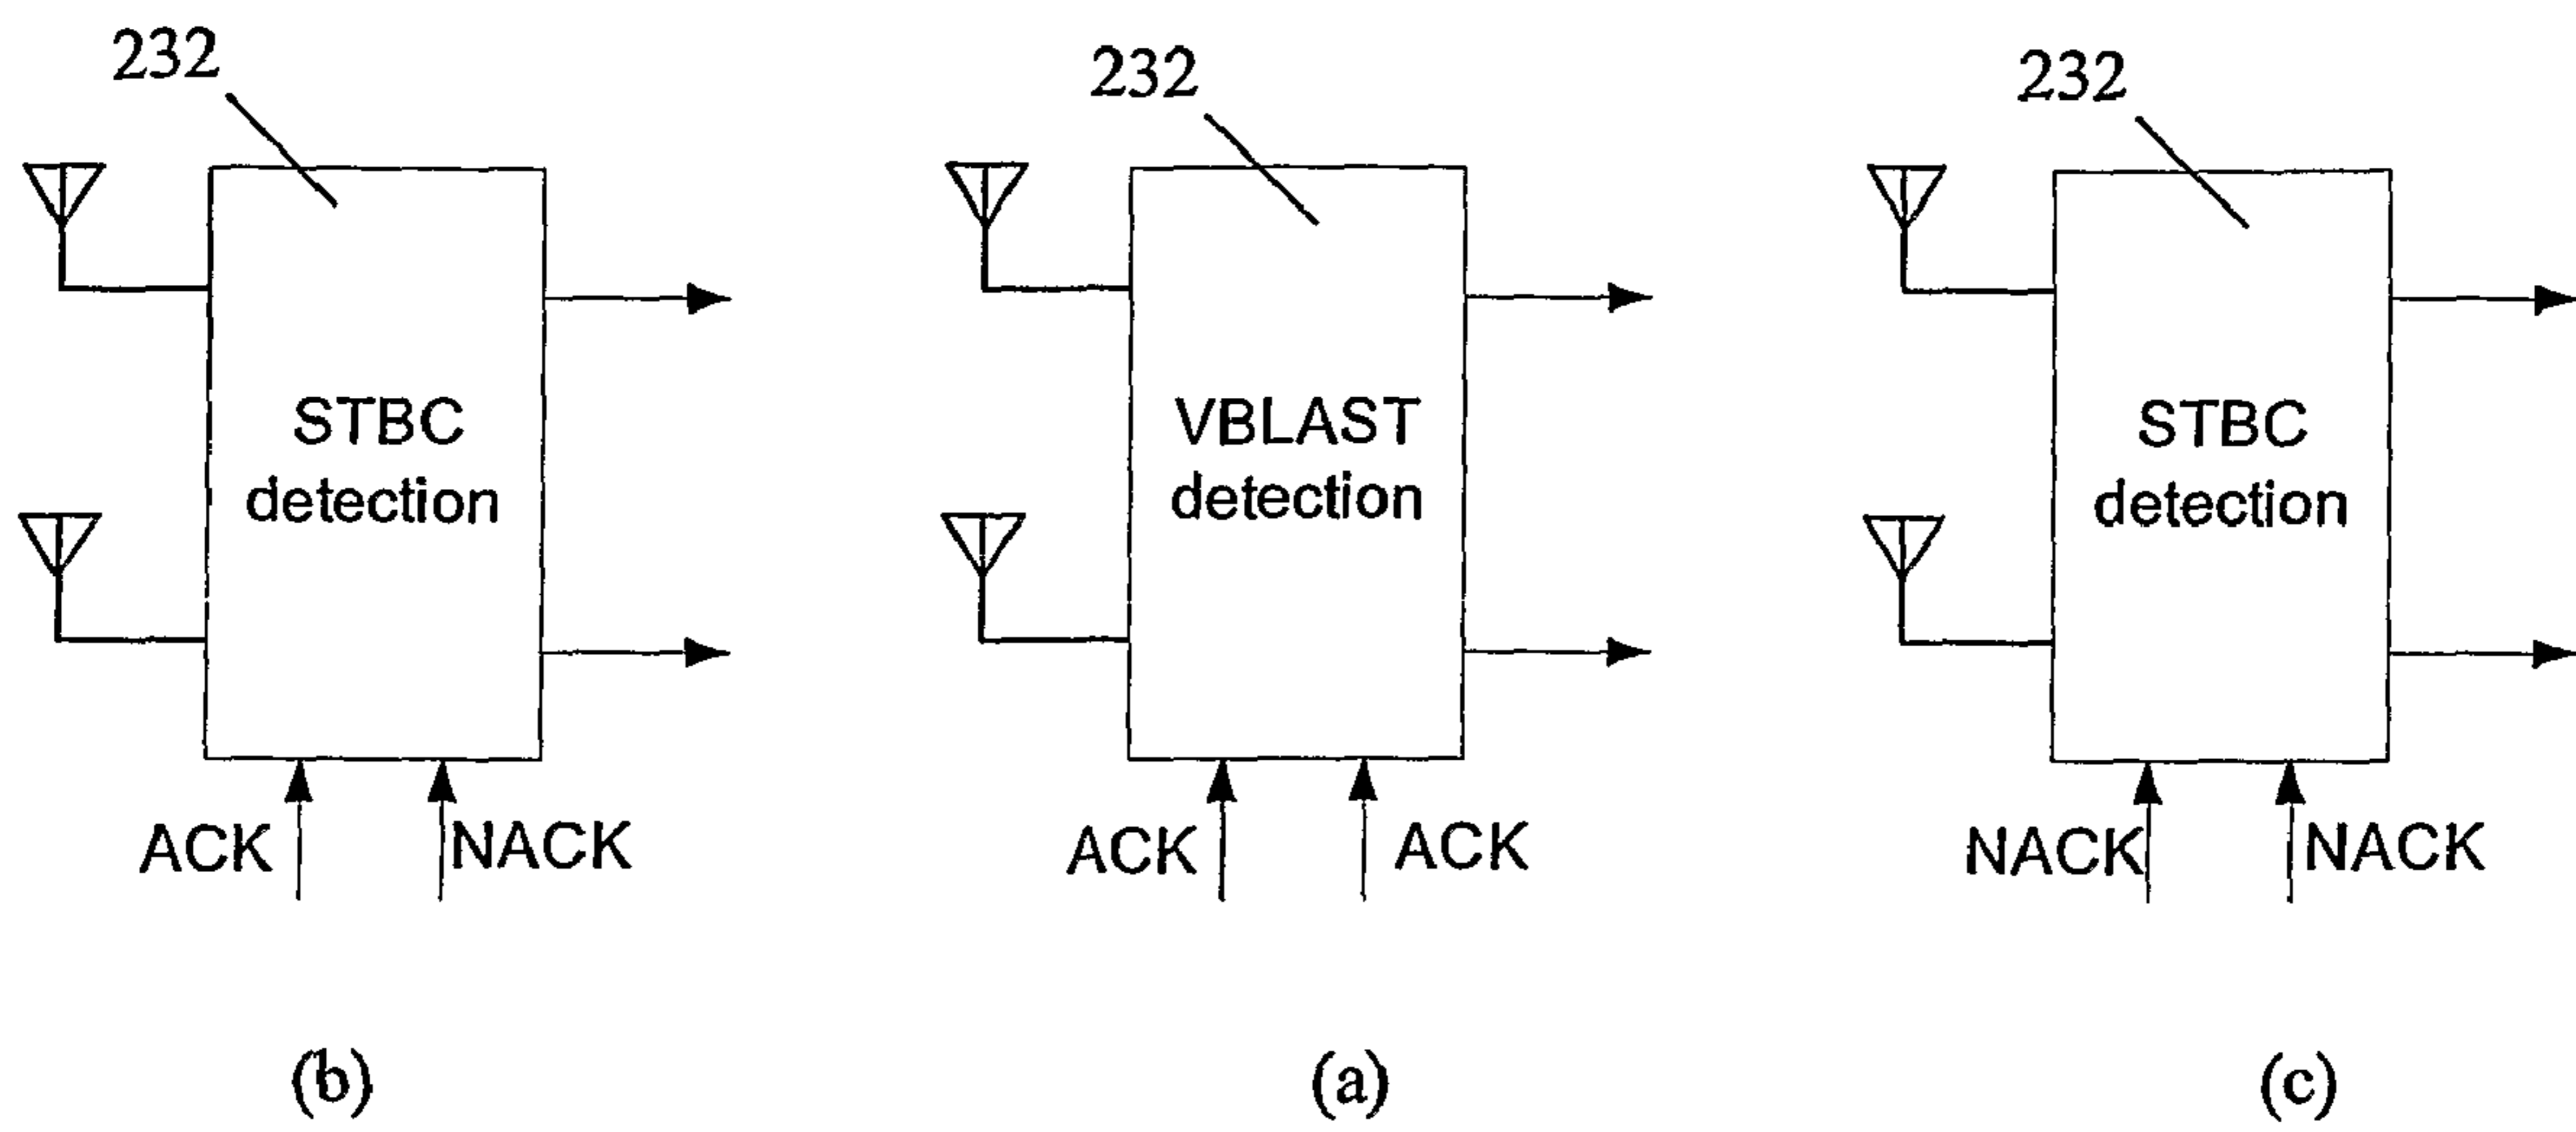 232
STBC
detection
ACK
NACK
(b)
232
VBLAST
detection
ACK
ACK
(a)
232
STBC
detection
NACK
NACK
(c)